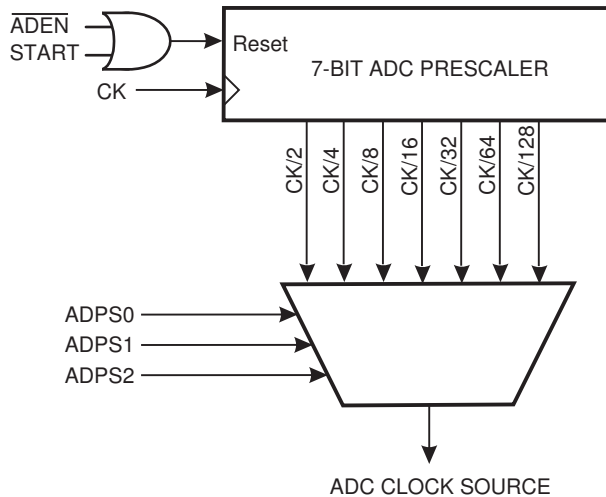 ADEN
START
Reset
7-BIT ADC PRESCALER
CK
CK/2
CK/4
CK/8
CK/16
CK/32
CK/64
CK/128
ADPS0
ADPS1
ADPS2
ADC CLOCK SOURCE